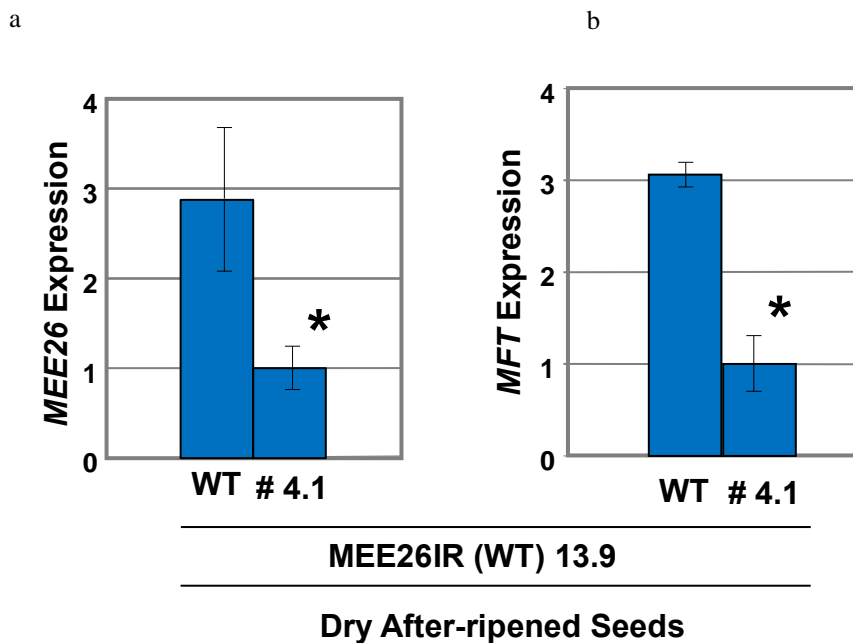 a
b
MEE26 Expression
4
3
2
1
0
WT # 4.1
*
MFT Expression
4
3
2
1
0
WT # 4.1
*
MEE26IR (WT) 13.9
Dry After-ripened Seeds